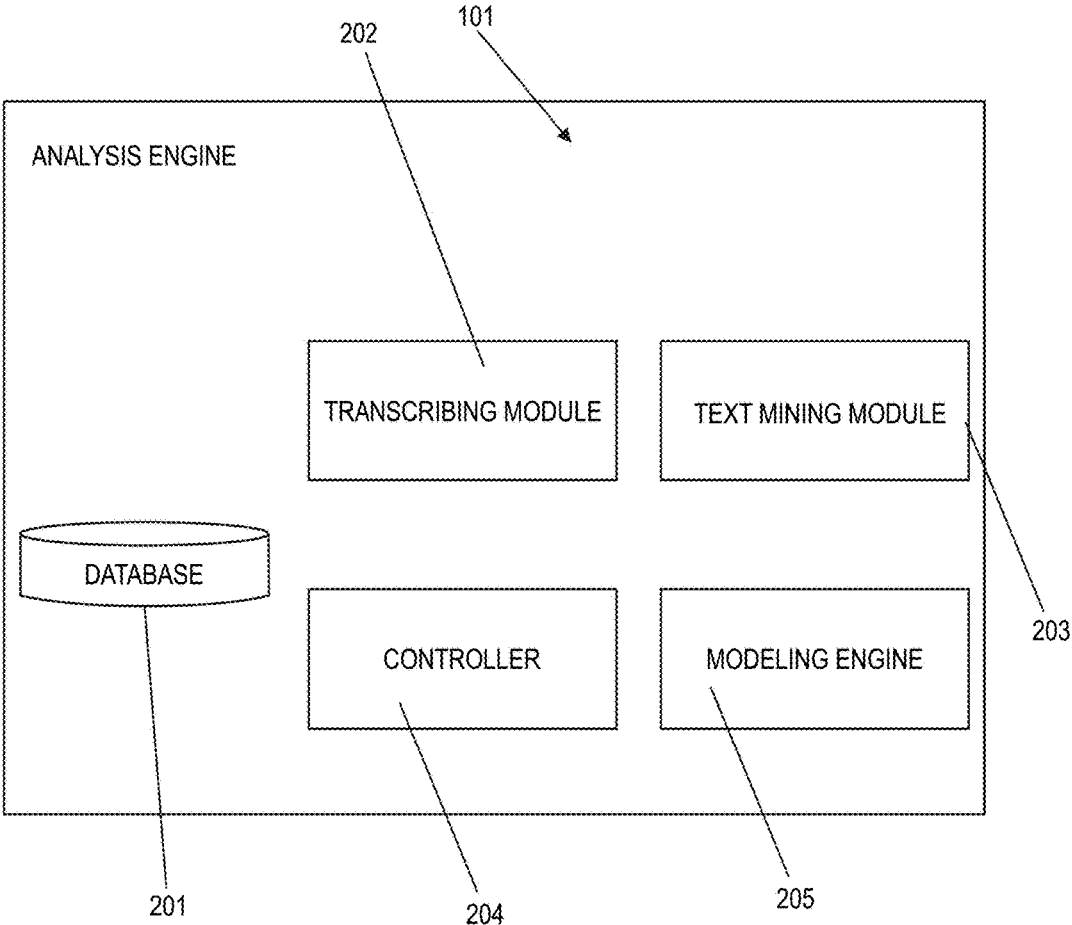 202
101
ANALYSIS ENGINE
TRANSCRIBING MODULE
TEXT MINING MODULE
DATABASE
203
CONTROLLER
MODELING ENGINE
201
204
205